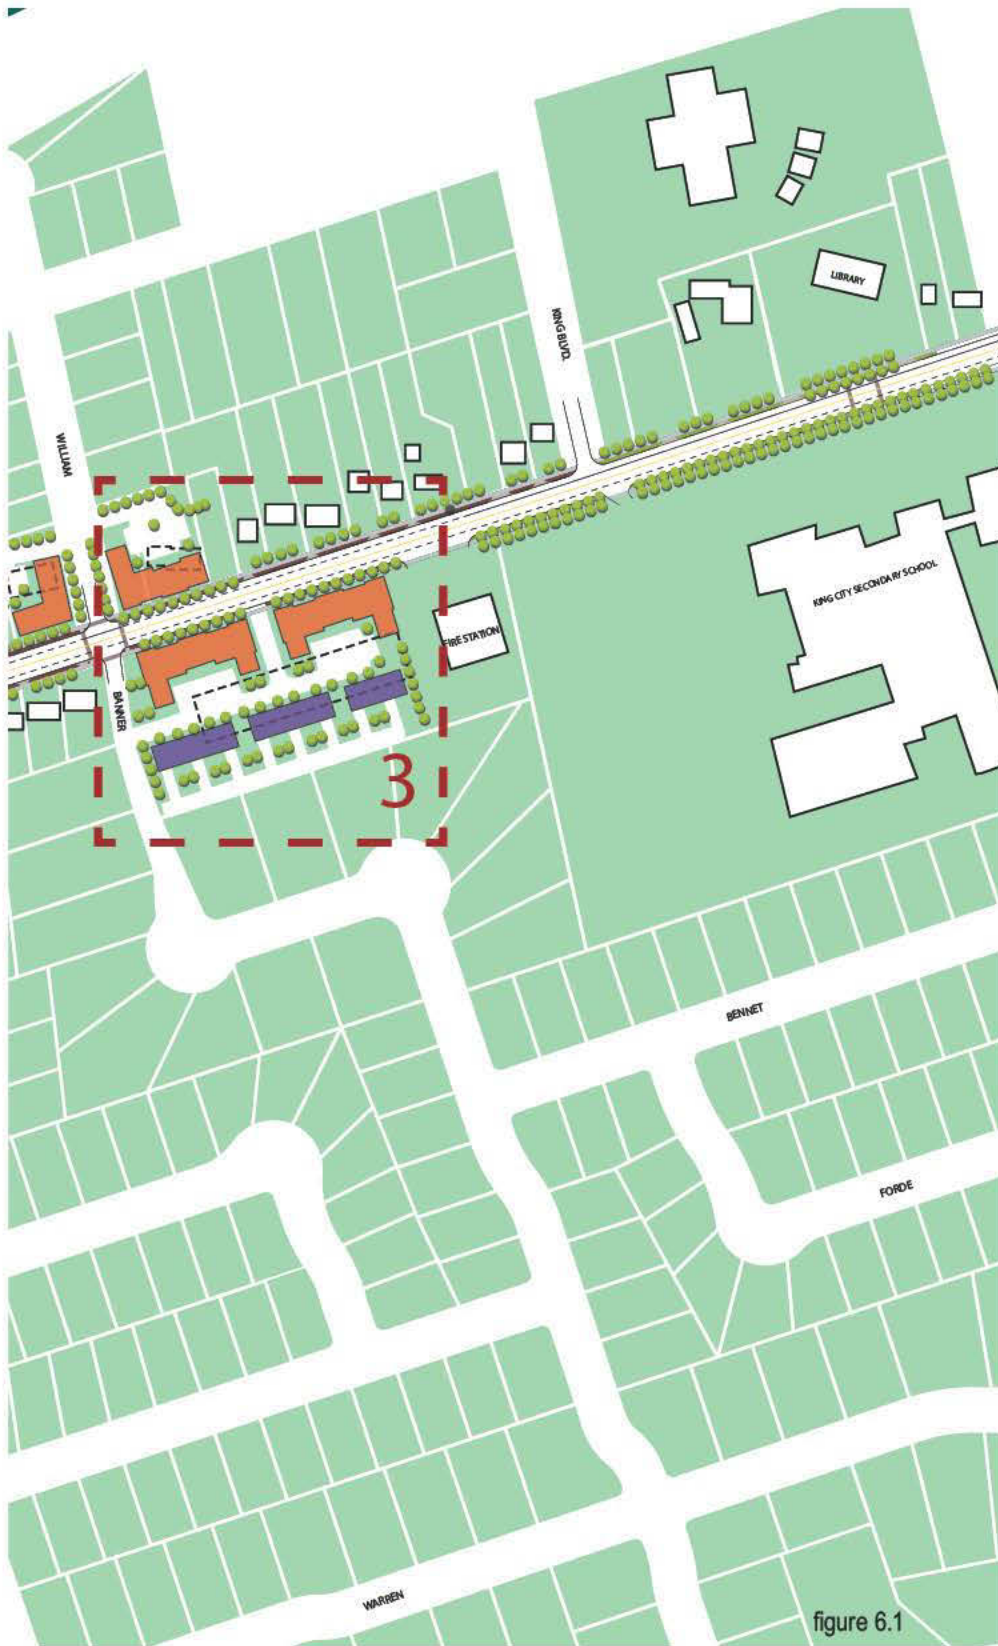 LIBRARY
KING BLVD.
WILLIAM
KING CITY SECONDARY SCHOOL
FIRE STATION
BANNER
3
BENNET
FORDE
WARREN
figure 6.1